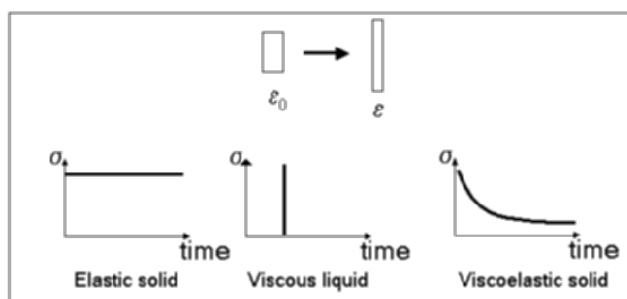 ε₀ ε
σ σ σ
time time time
Elastic solid Viscous liquid Viscoelastic solid